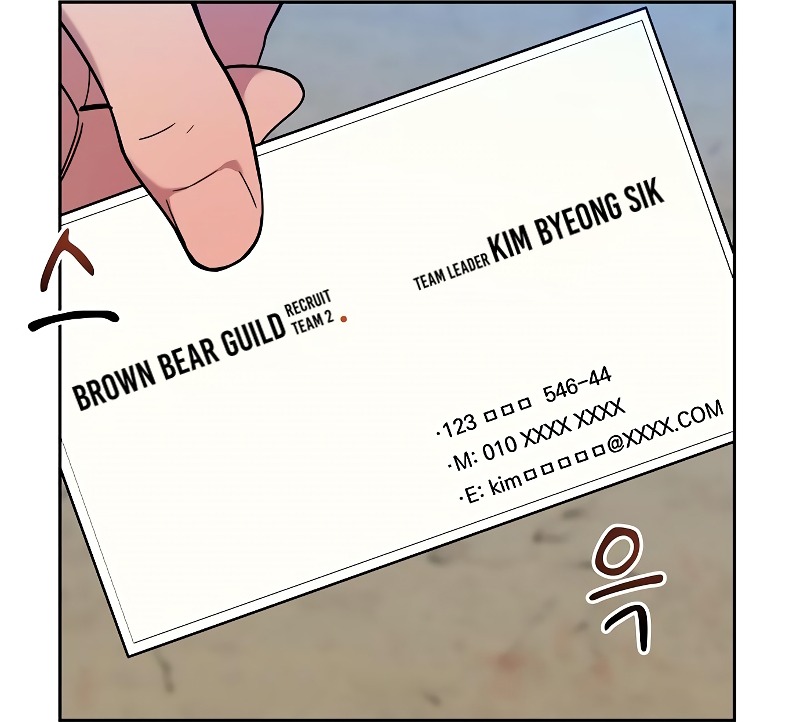 스
BROWN BEAR GUILD RECRUIT
TEAM 2 .
TEAM LEADER KIM BYEONG SIK
·123 □□□ 546-44
·M: 010 XXXX XXXX
·E: kim□□□□□@XXXX.COM
윽